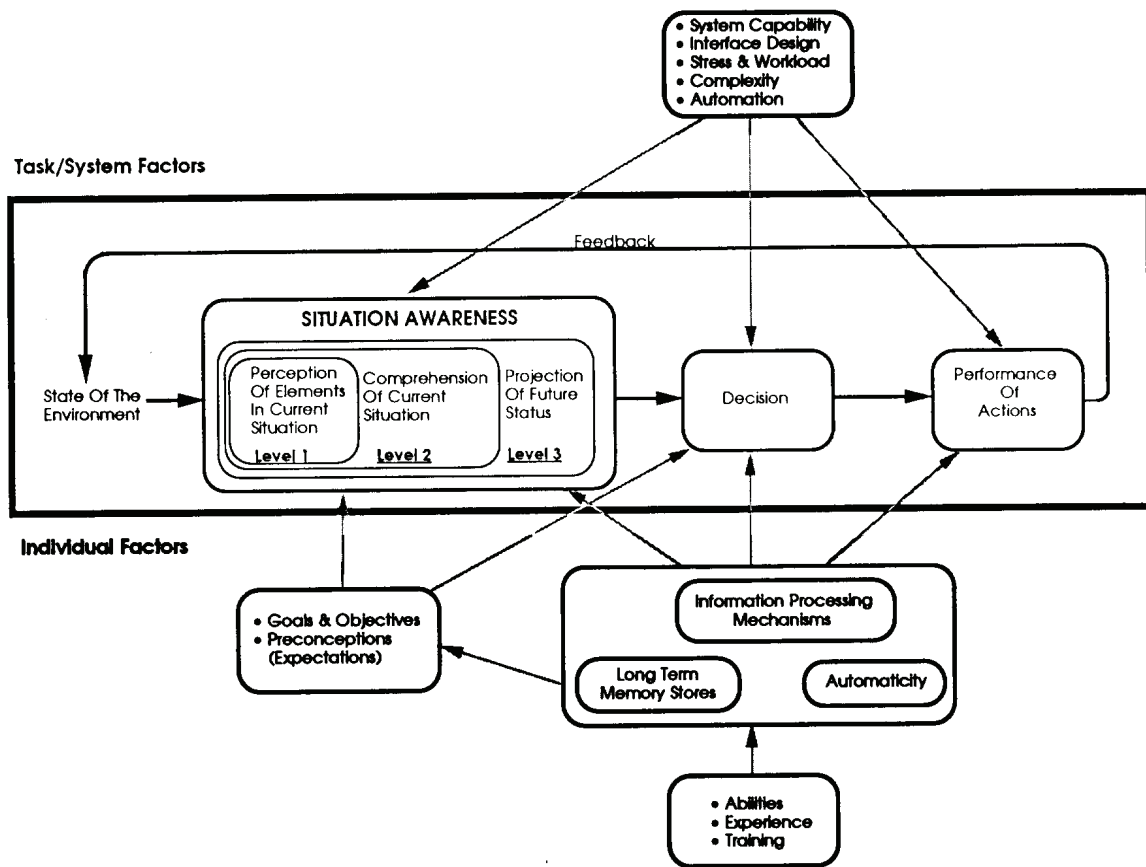 • System Capability
• Interface Design
• Stress & Workload
• Complexity
• Automation
Task/System Factors
Feedback
SITUATION AWARENESS
Perception
Of Elements
In Current
Situation
Level 1
Comprehension
Of Current
Situation
Level 2
Projection
Of Future
Status
Level 3
State Of The
Environment
Decision
Performance
Of
Actions
Individual Factors
• Goals & Objectives
• Preconceptions
(Expectations)
Information Processing
Mechanisms
Long Term
Memory Stores
Automaticity
• Abilities
• Experience
• Training